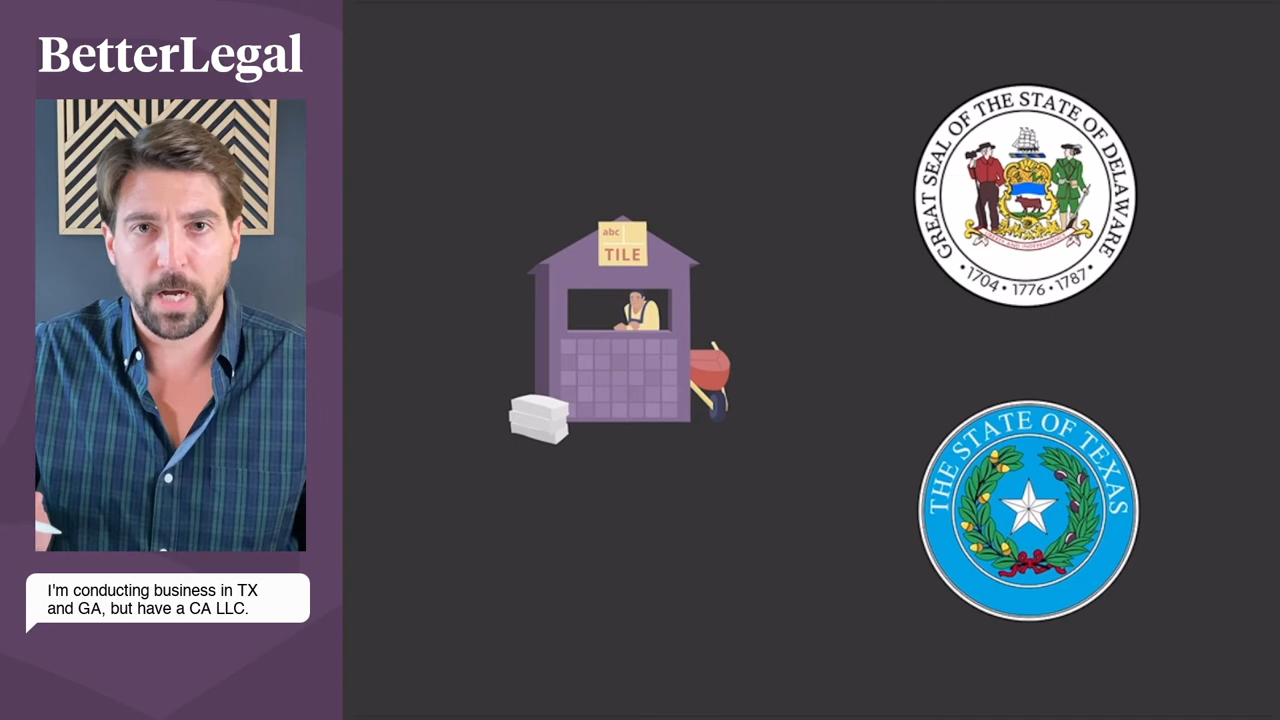 BetterLegal
I'm conducting business in TX
and GA, but have a CA LLC.
abc
TILE
GREAT SEAL OF THE STATE OF DELAWARE
• 1704 • 1776 • 1787 •
THE STATE OF TEXAS